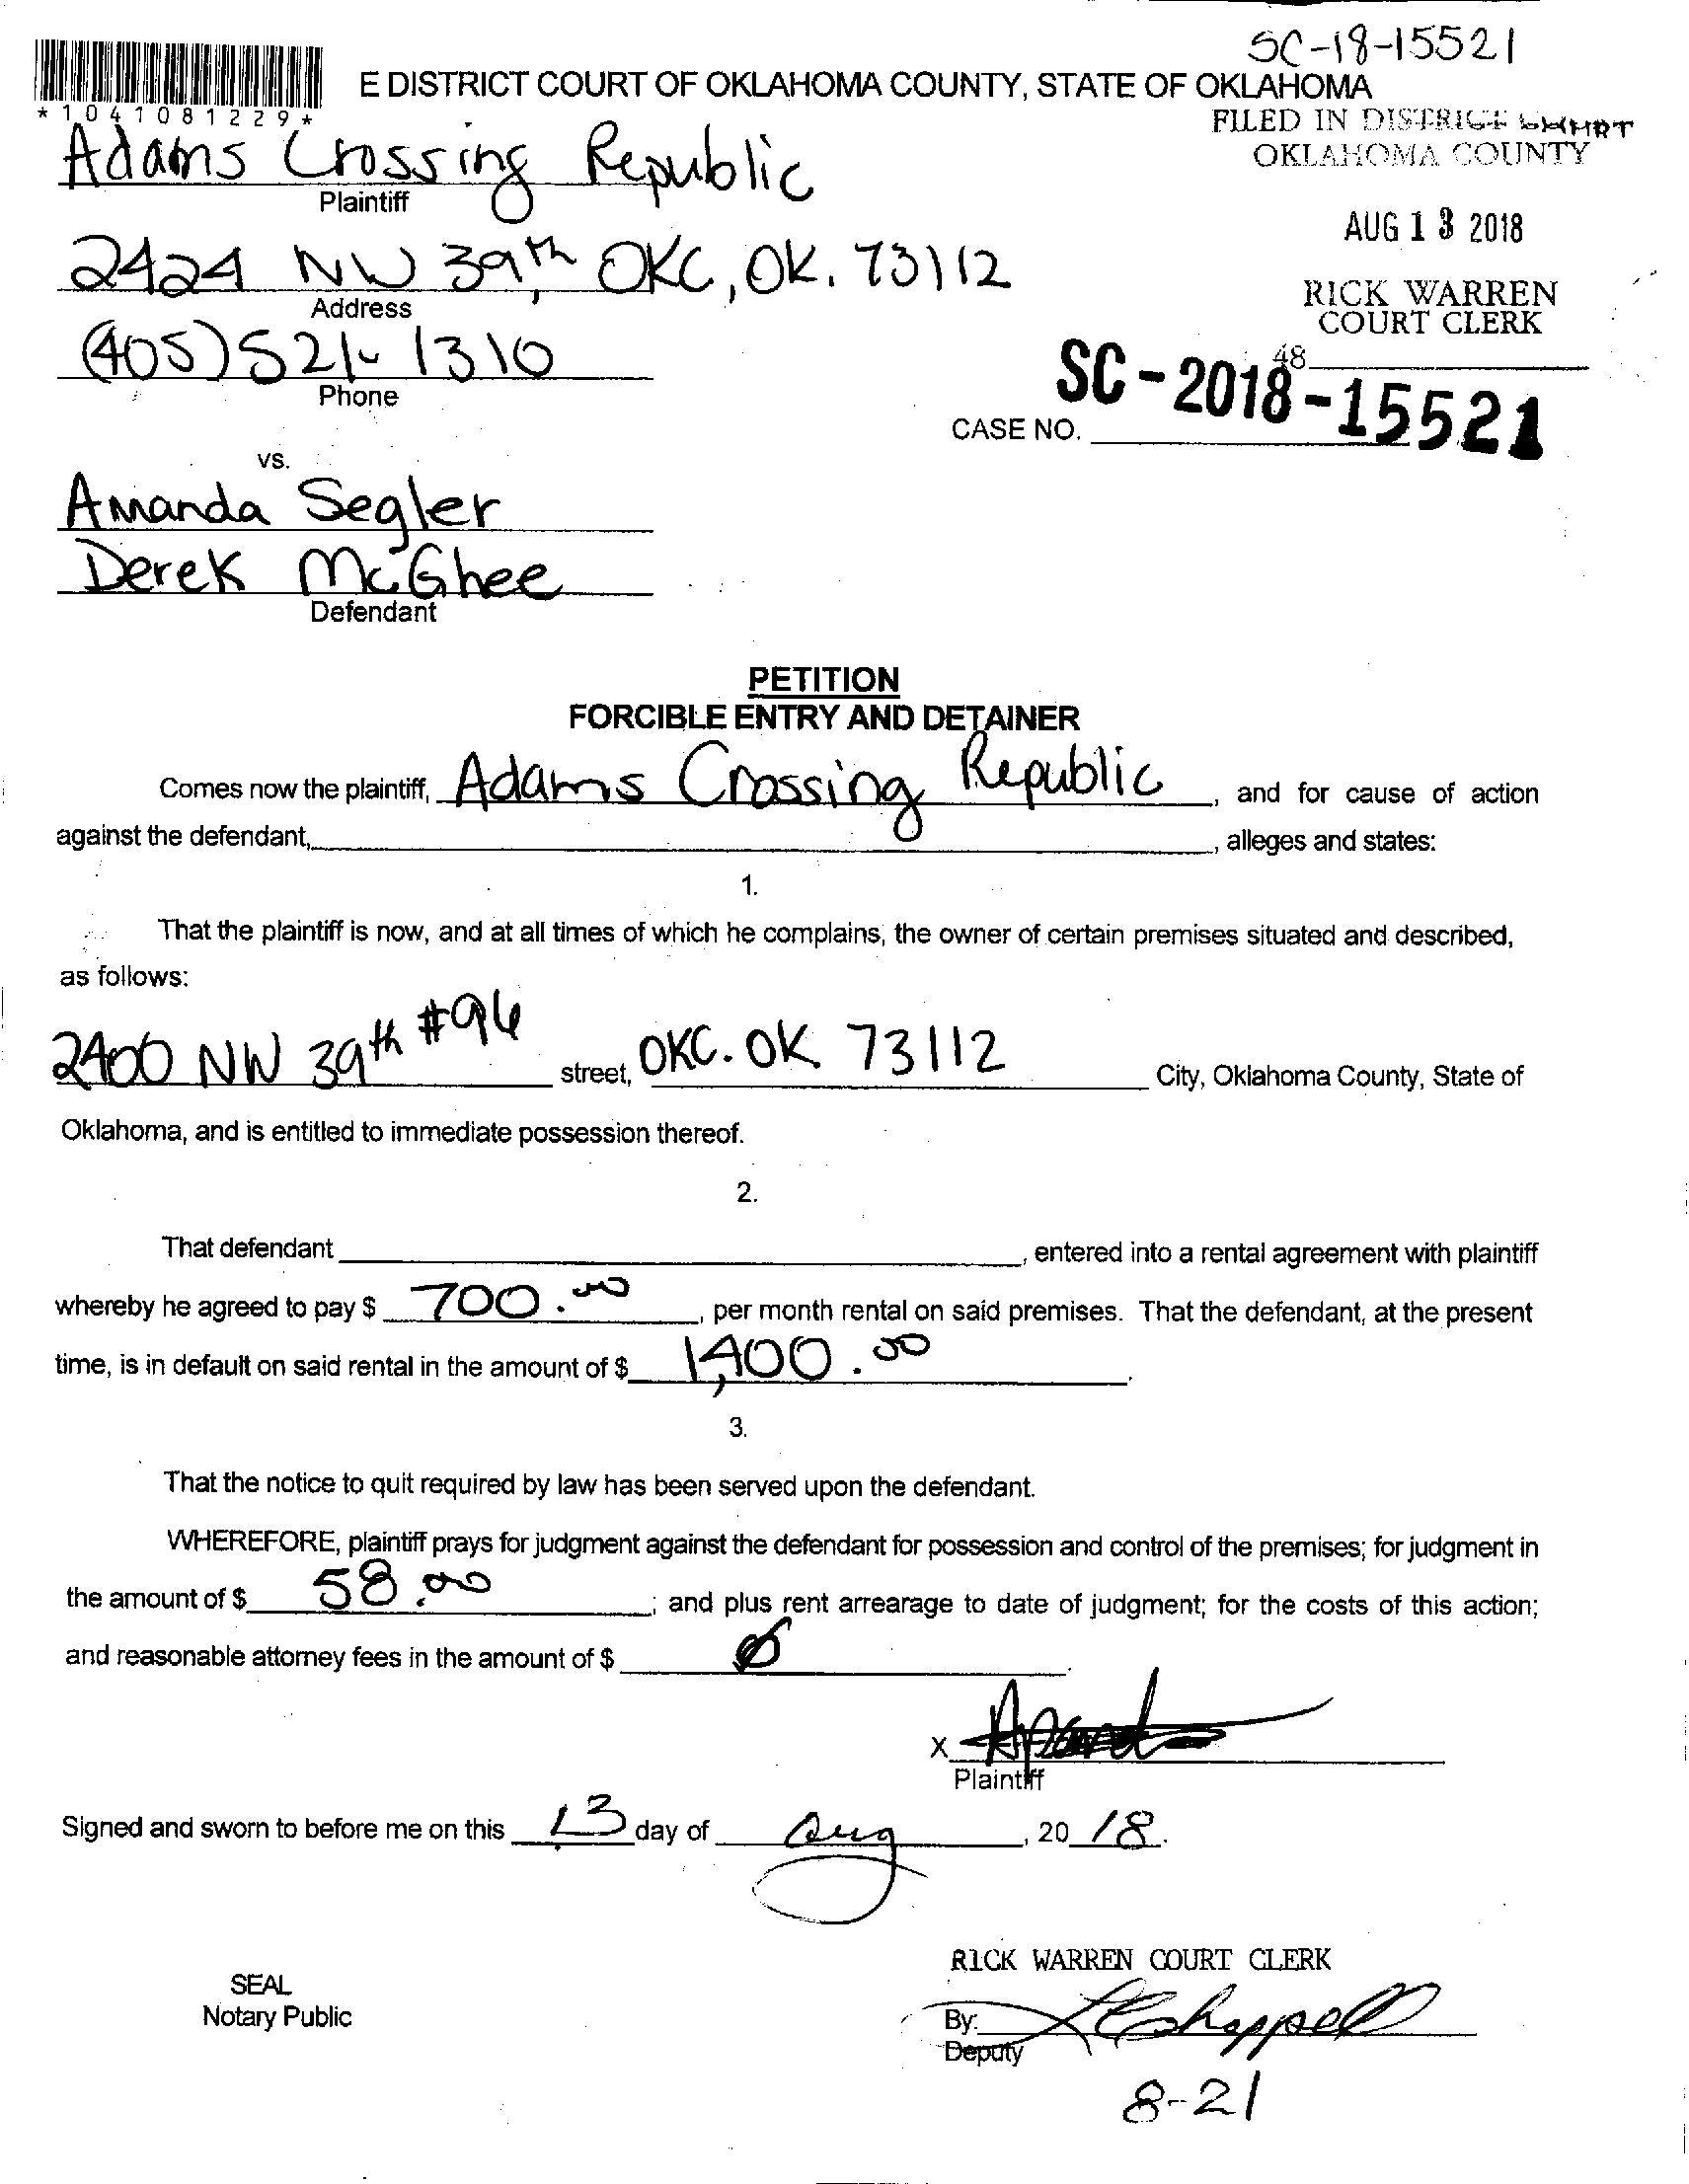 SC-18-15521
E DISTRICT COURT OF OKLAHOMA COUNTY, STATE OF OKLAHOMA
*1041081229*
FILED IN DISTRICT COURT
OKLAHOMA COUNTY
Adams Crossing Republic
Plaintiff
AUG 13 2018
2424 NW 39th, OKC, OK. 73112
Address
RICK WARREN
COURT CLERK
(405) 521-1310
Phone
48
SC-2018-15521
CASE NO.
vs.
Amanda Segler
Derek McGhee
Defendant
PETITION
FORCIBLE ENTRY AND DETAINER
Comes now the plaintiff, Adams Crossing Republic, and for cause of action
against the defendant, , alleges and states:
1.
That the plaintiff is now, and at all times of which he complains, the owner of certain premises situated and described,
as follows:
2400 NW 39th #96 street, OKC. OK 73112 City, Oklahoma County, State of
Oklahoma, and is entitled to immediate possession thereof.
2.
That defendant , entered into a rental agreement with plaintiff
whereby he agreed to pay $ 700.00, per month rental on said premises. That the defendant, at the present
time, is in default on said rental in the amount of $ 1,400.00.
3.
That the notice to quit required by law has been served upon the defendant.
WHEREFORE, plaintiff prays for judgment against the defendant for possession and control of the premises; for judgment in
the amount of $ 58.00; and plus rent arrearage to date of judgment; for the costs of this action;
and reasonable attorney fees in the amount of $ Ø
X
Plaintiff
Signed and sworn to before me on this 13 day of Aug, 20 18.
RICK WARREN COURT CLERK
SEAL
Notary Public
By:
Deputy
8-21